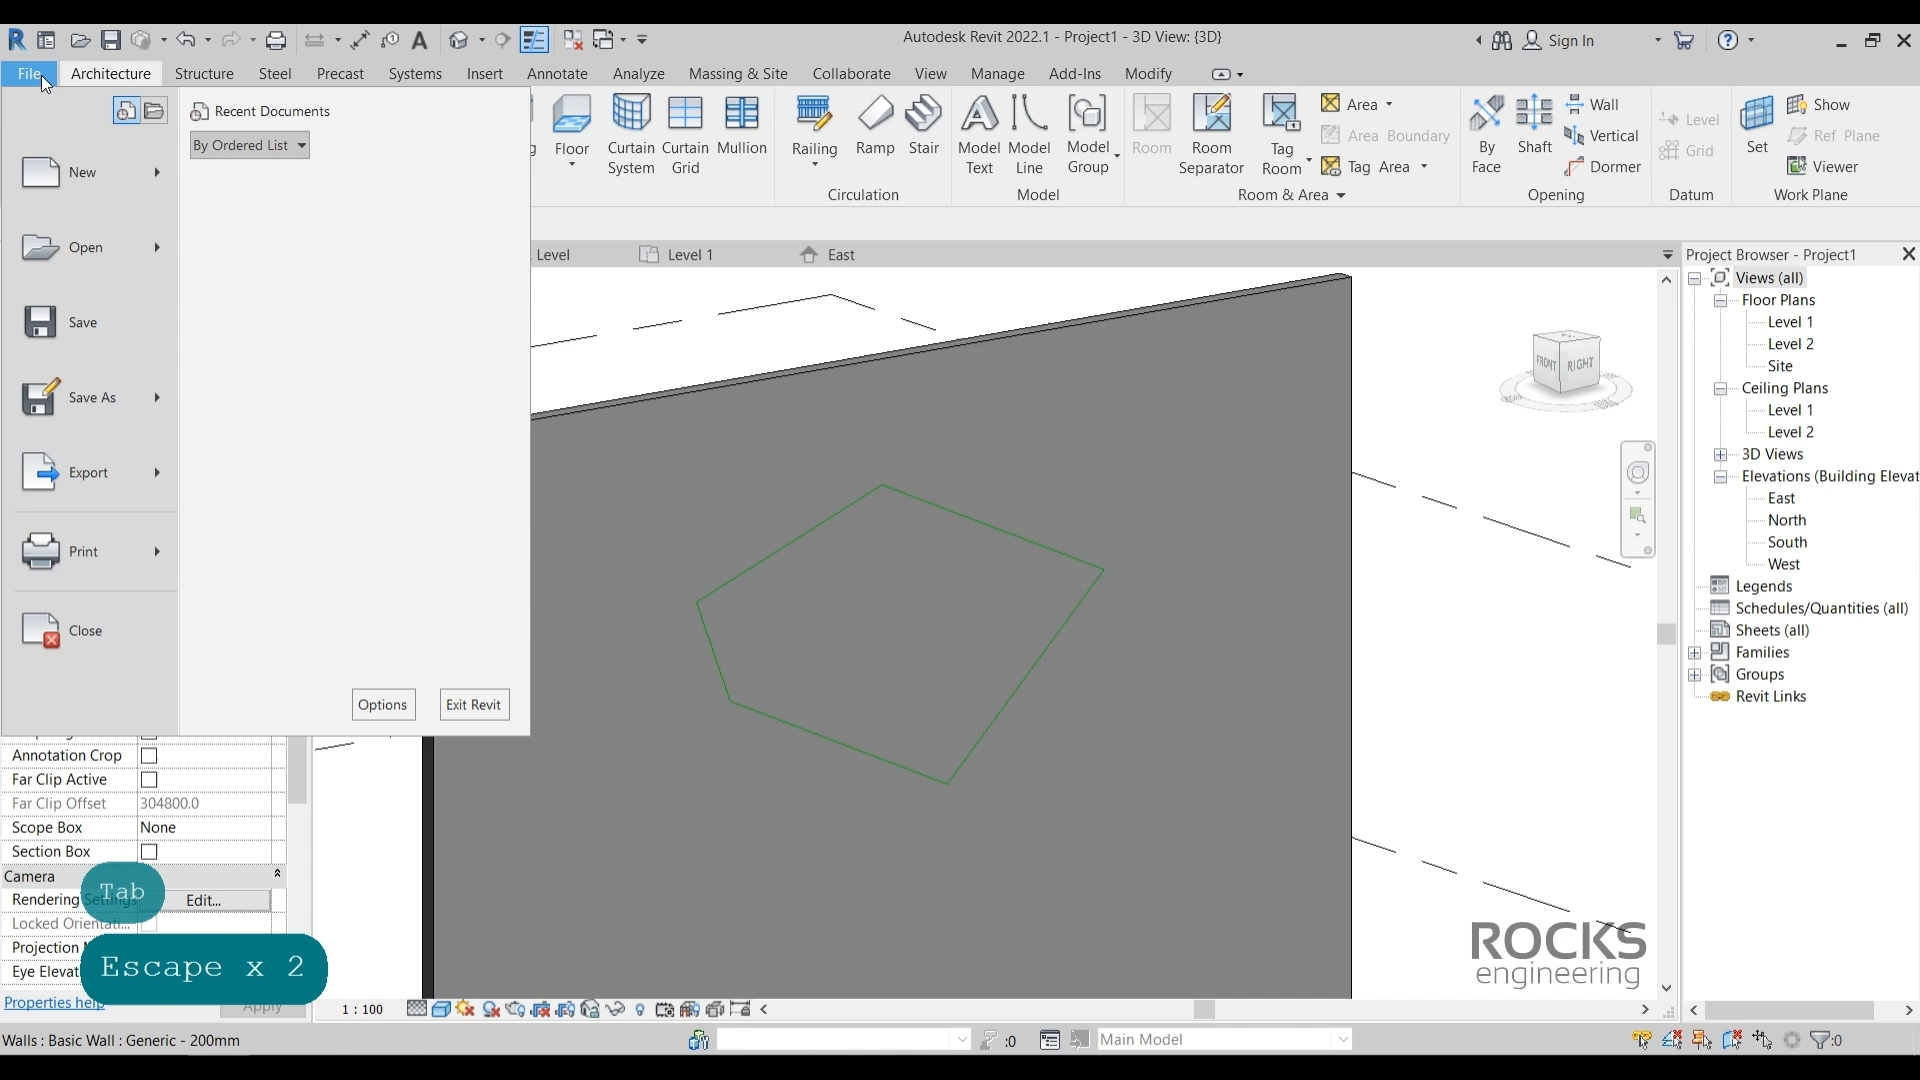 Autodesk Revit 2022.1 - Project1 - 3D View: {3D}
Sign In
File Architecture Structure Steel Precast Systems Insert Annotate Analyze Massing & Site Collaborate View Manage Add-Ins Modify
Recent Documents
By Ordered List
New
Open
Save
Save As
Export
Print
Close
Options
Exit Revit
Floor
Curtain System
Curtain Grid
Mullion
Railing
Ramp
Stair
Circulation
Model Text
Model Line
Model Group
Model
Room
Room Separator
Tag Room
Area
Area Boundary
Tag Area
Room & Area
By Face
Shaft
Wall
Vertical
Dormer
Opening
Level
Grid
Datum
Set
Show
Ref Plane
Viewer
Work Plane
Level
Level 1
East
FRONT
RIGHT
Project Browser - Project1
Views (all)
Floor Plans
Level 1
Level 2
Site
Ceiling Plans
Level 1
Level 2
3D Views
Elevations (Building Elevat
East
North
South
West
Legends
Schedules/Quantities (all)
Sheets (all)
Families
Groups
Revit Links
Annotation Crop
Far Clip Active
Far Clip Offset 304800.0
Scope Box None
Section Box
Camera
Rendering Settings Edit...
Locked Orientati...
Projection
Eye Elevat
Tab
Escape x 2
Properties help
Apply
1 : 100
ROCKS
engineering
Walls : Basic Wall : Generic - 200mm
:0
Main Model
:0